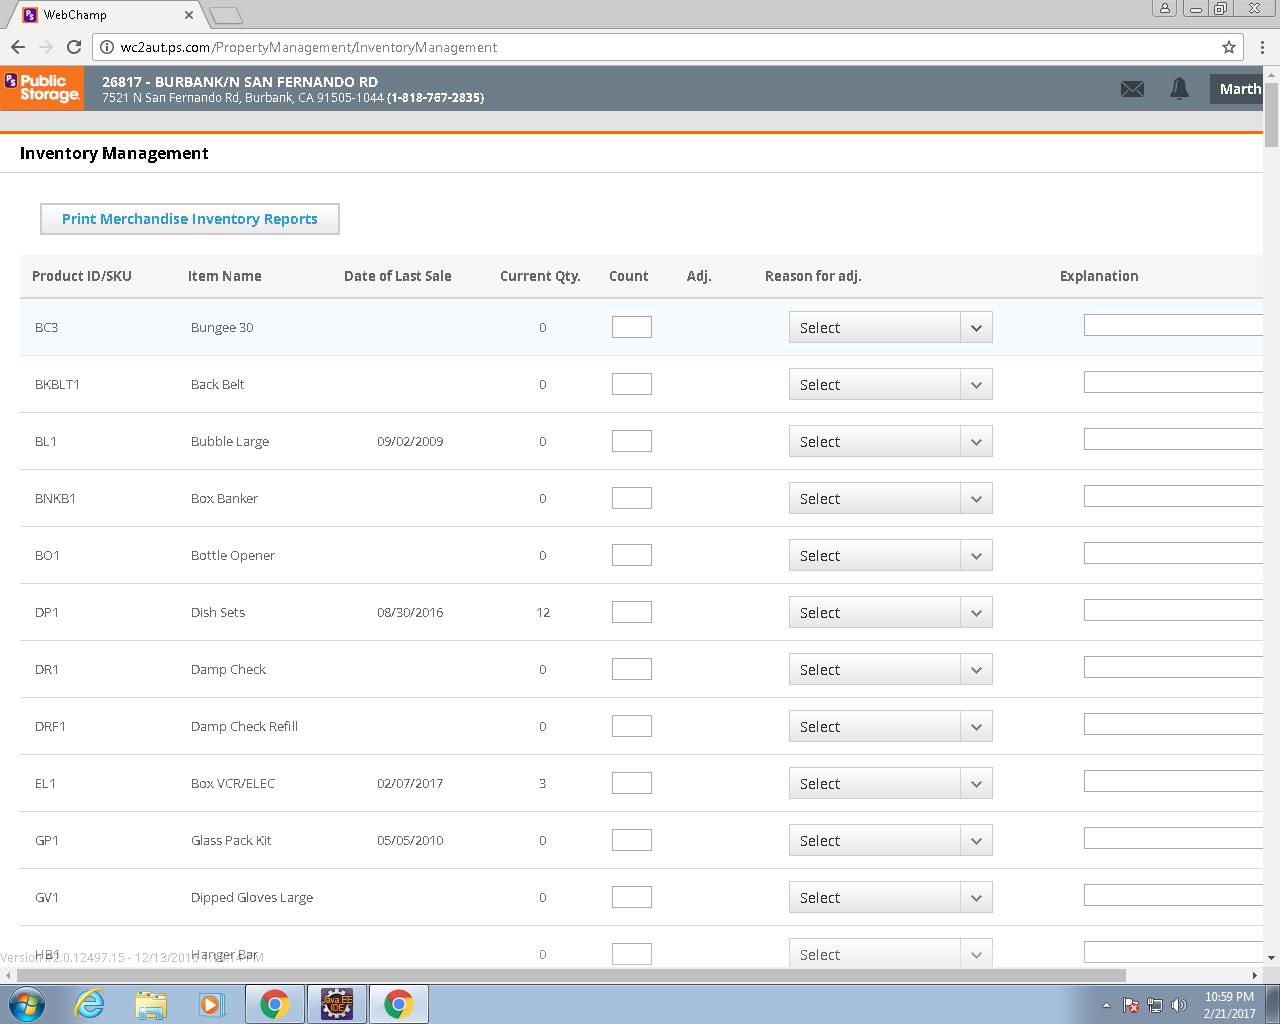 WebChamp
wc2aut.ps.com/PropertyManagement/InventoryManagement
PS Public Storage.
26817 - BURBANK/N SAN FERNANDO RD
7521 N San Fernando Rd, Burbank, CA 91505-1044 (1-818-767-2835)
Marth
Inventory Management
Print Merchandise Inventory Reports
Product ID/SKU Item Name Date of Last Sale Current Qty. Count Adj. Reason for adj. Explanation
BC3 Bungee 30 0 Select
BKBLT1 Back Belt 0 Select
BL1 Bubble Large 09/02/2009 0 Select
BNKB1 Box Banker 0 Select
BO1 Bottle Opener 0 Select
DP1 Dish Sets 08/30/2016 12 Select
DR1 Damp Check 0 Select
DRF1 Damp Check Refill 0 Select
EL1 Box VCR/ELEC 02/07/2017 3 Select
GP1 Glass Pack Kit 05/05/2010 0 Select
GV1 Dipped Gloves Large 0 Select
HB1 Hanger Bar 0 Select
Version 12/13/201 PM
Java EE IDE
10:59 PM
2/21/2017